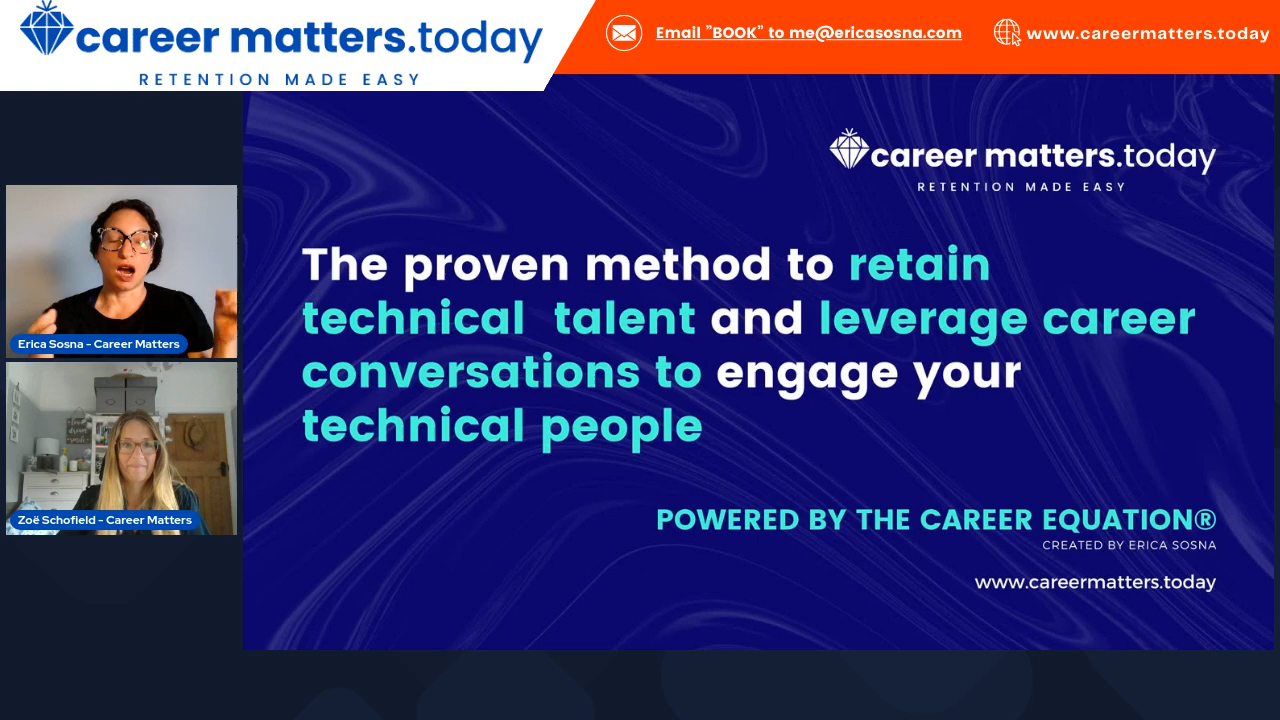 career matters.today
RETENTION MADE EASY
Email "BOOK" to me@ericasosna.com
www.careermatters.today
career matters.today
RETENTION MADE EASY
The proven method to retain
technical talent and leverage career
conversations to engage your
technical people
POWERED BY THE CAREER EQUATION®
CREATED BY ERICA SOSNA
www.careermatters.today
Erica Sosna - Career Matters
Zoë Schofield - Career Matters